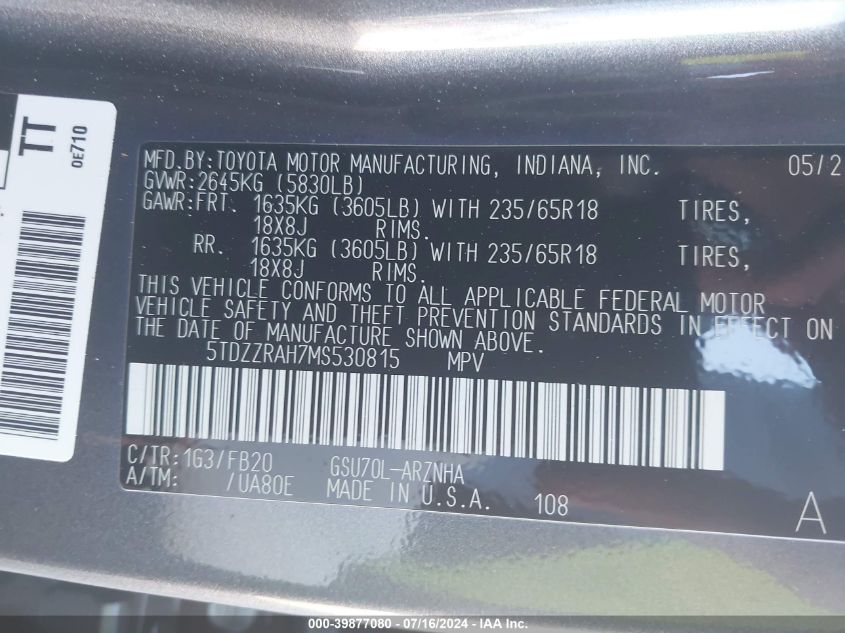 TT
0E710
MFD.BY:TOYOTA MOTOR MANUFACTURING, INDIANA, INC. 05/2
GVWR:2645KG (5830LB)
GAWR:FRT. 1635KG (3605LB) WITH 235/65R18 TIRES,
18X8J RIMS.
RR. 1635KG (3605LB) WITH 235/65R18 TIRES,
18X8J RIMS.
THIS VEHICLE CONFORMS TO ALL APPLICABLE FEDERAL MOTOR
VEHICLE SAFETY AND THEFT PREVENTION STANDARDS IN EFFECT ON
THE DATE OF MANUFACTURE SHOWN ABOVE.
5TDZZRAH7MS530815 MPV
C/TR:1G3/FB20 GSU70L-ARZNHA
A/TM: /UA80E MADE IN U.S.A. 108
A
000-39877080 - 07/16/2024 - IAA Inc.